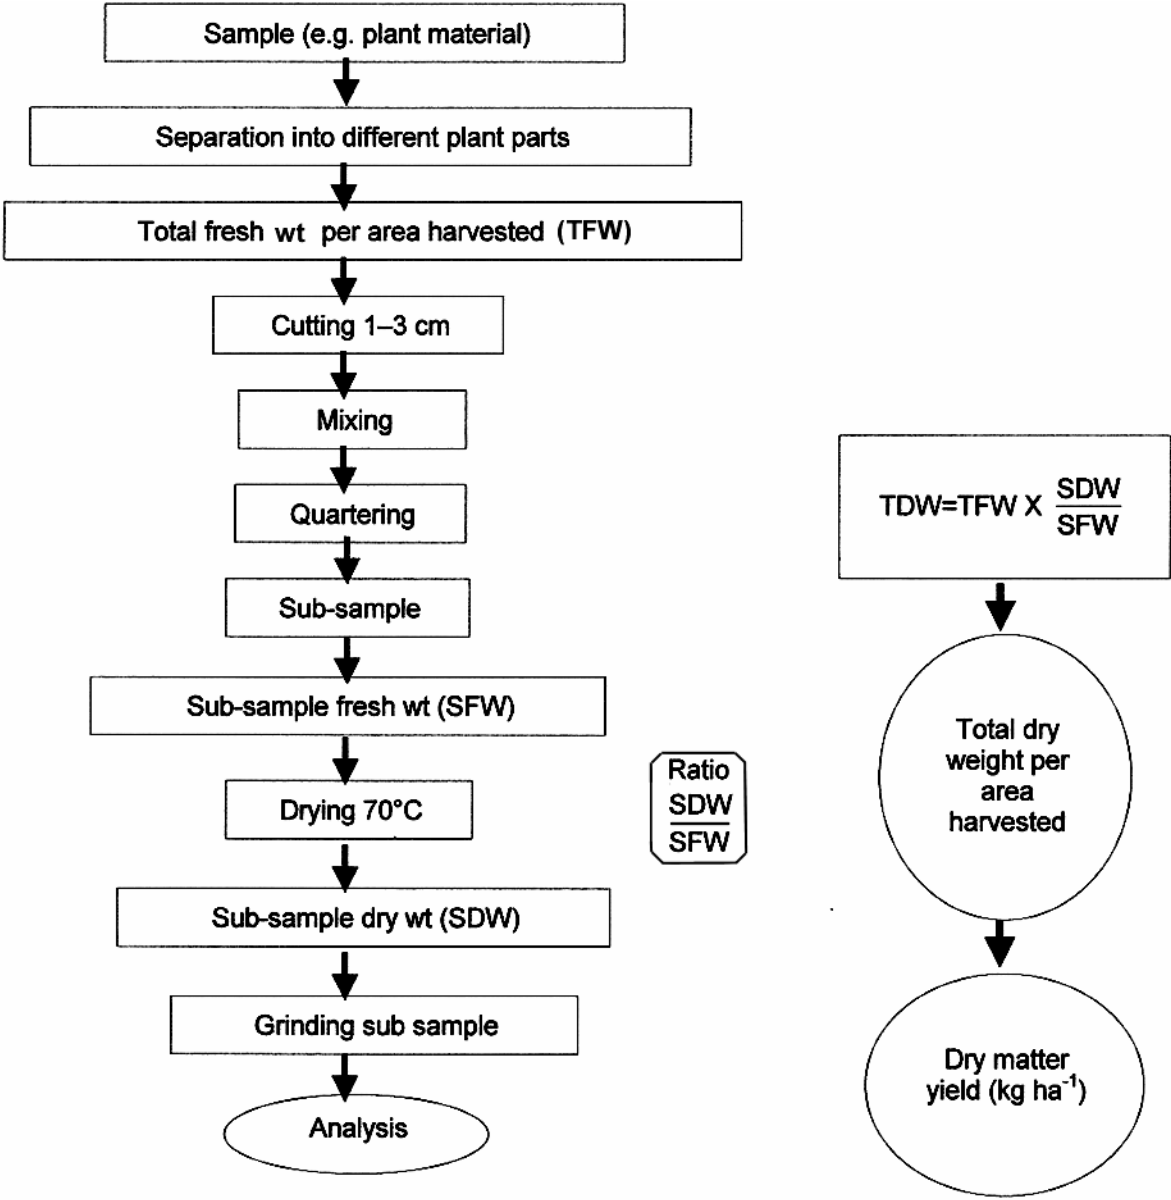 Sample (e.g. plant material)
Separation into different plant parts
Total fresh wt per area harvested (TFW)
Cutting 1–3 cm
Mixing
Quartering
Sub-sample
Sub-sample fresh wt (SFW)
Drying 70°C
Sub-sample dry wt (SDW)
Grinding sub sample
Analysis
Ratio
SDW
SFW
TDW=TFW X SDW
SFW
Total dry
weight per
area
harvested
Dry matter
yield (kg ha⁻¹)